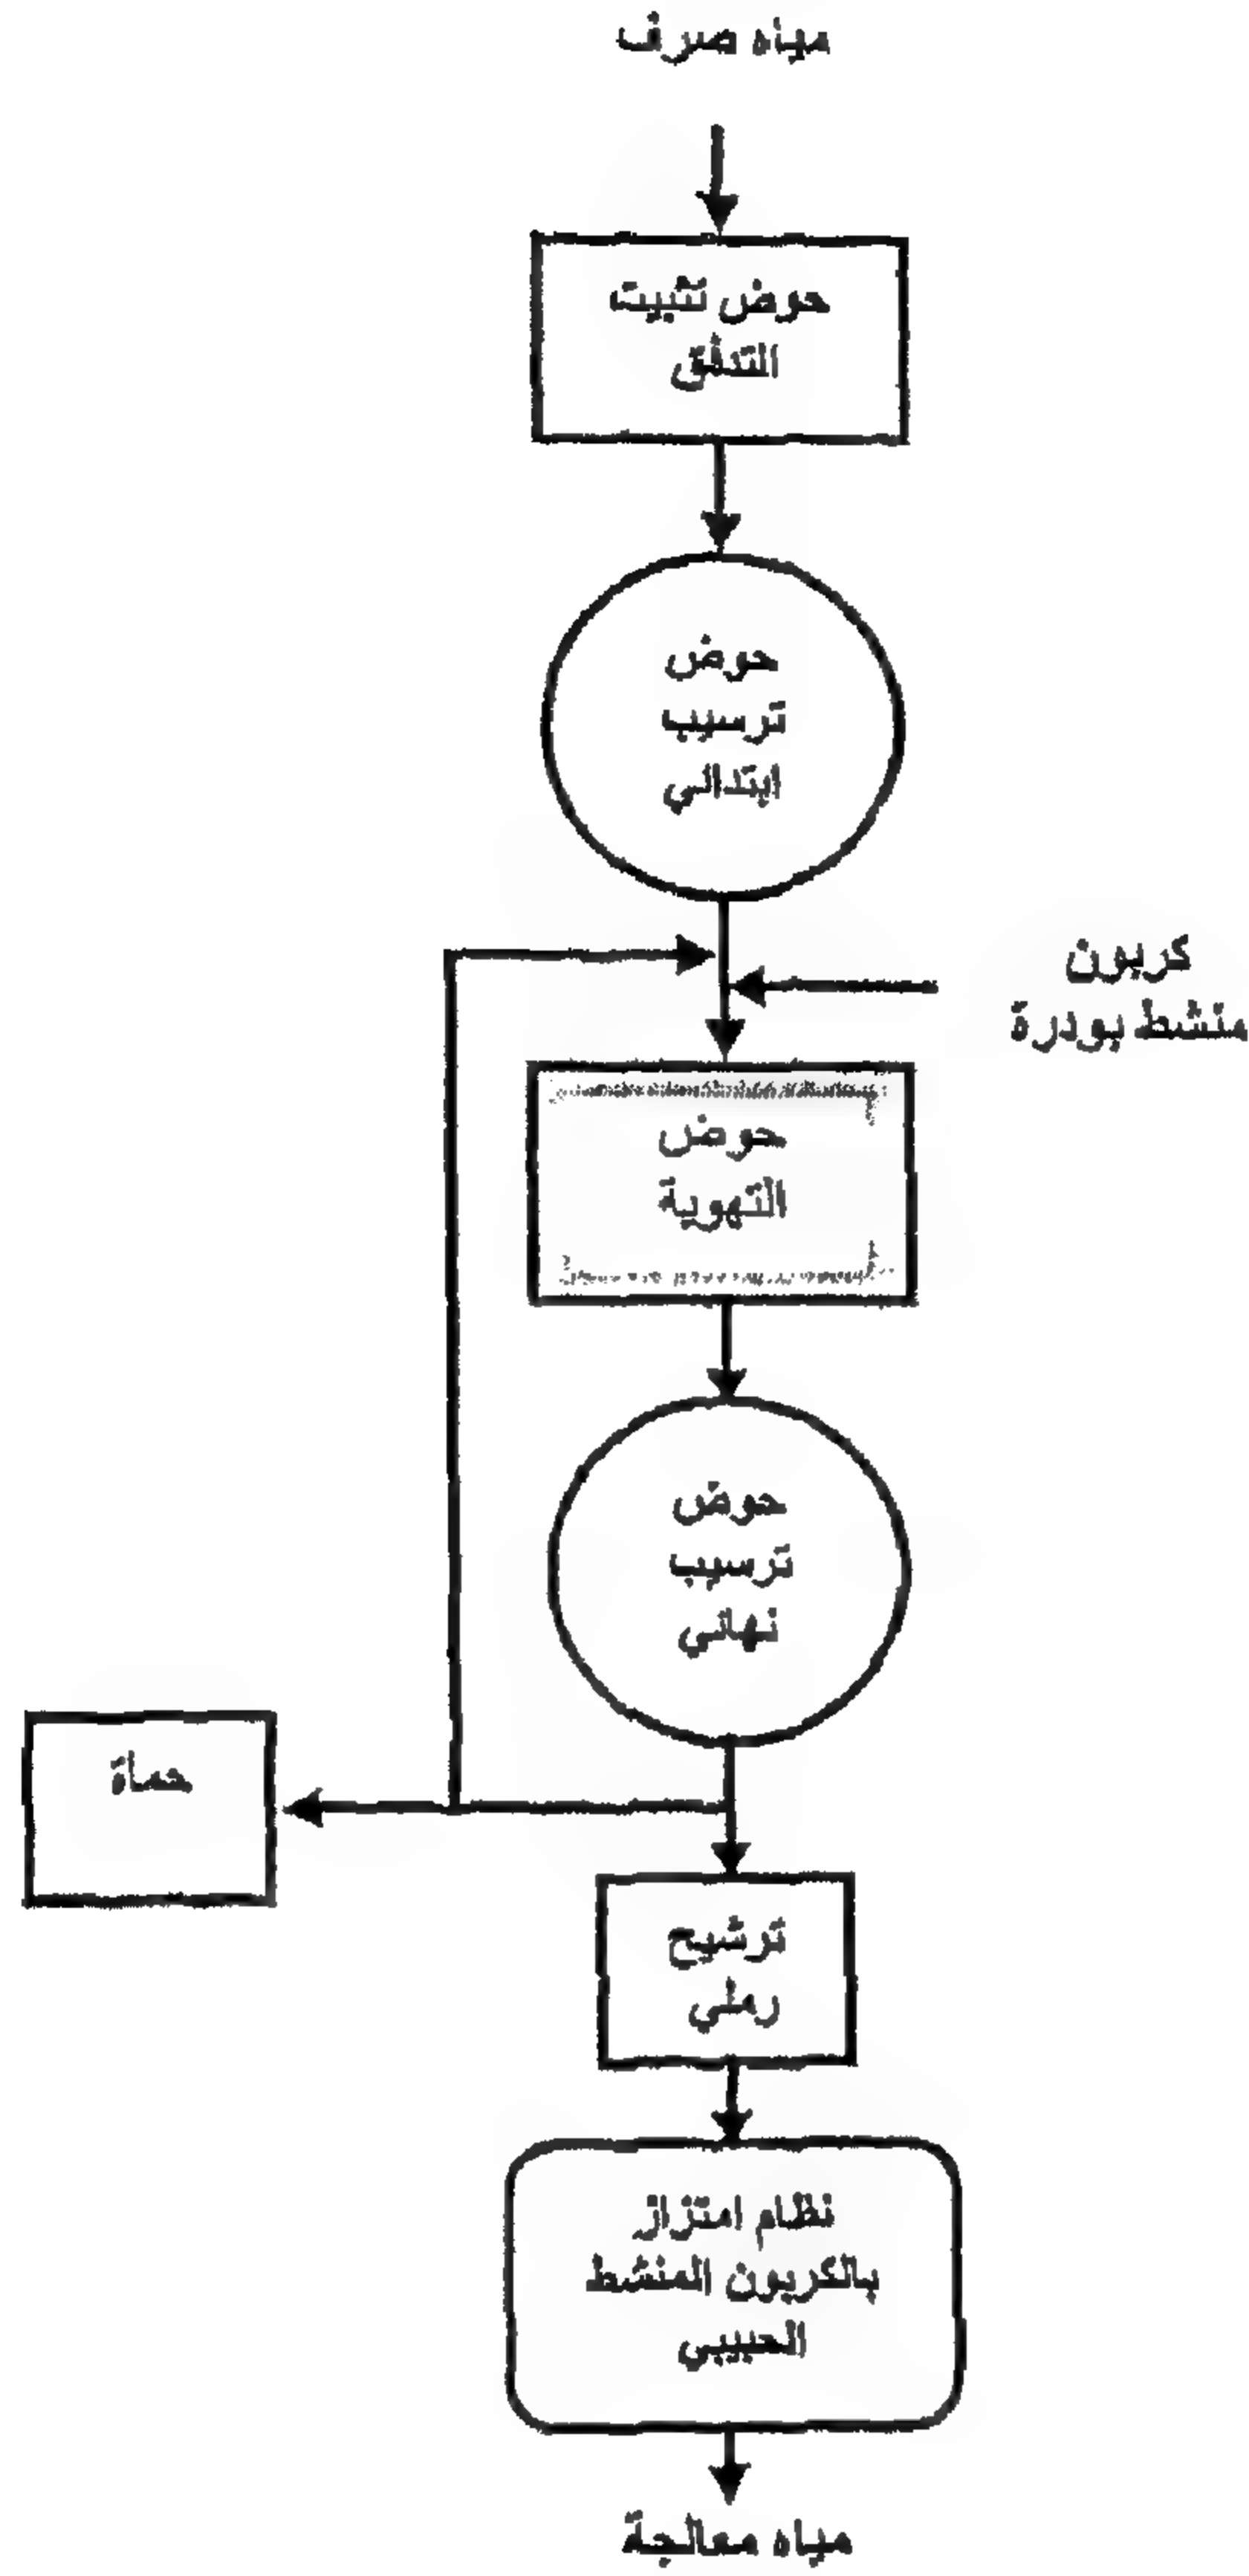 مياه صرف
حوض تثبيت
التدفق
حوض
ترسيب
ابتدائي
كربون
منشط بودرة
حوض
التهوية
حوض
ترسيب
نهائي
حماة
ترشيح
رملي
نظام امتزاز
بالكربون المنشط
الحبيبي
مياه معالجة